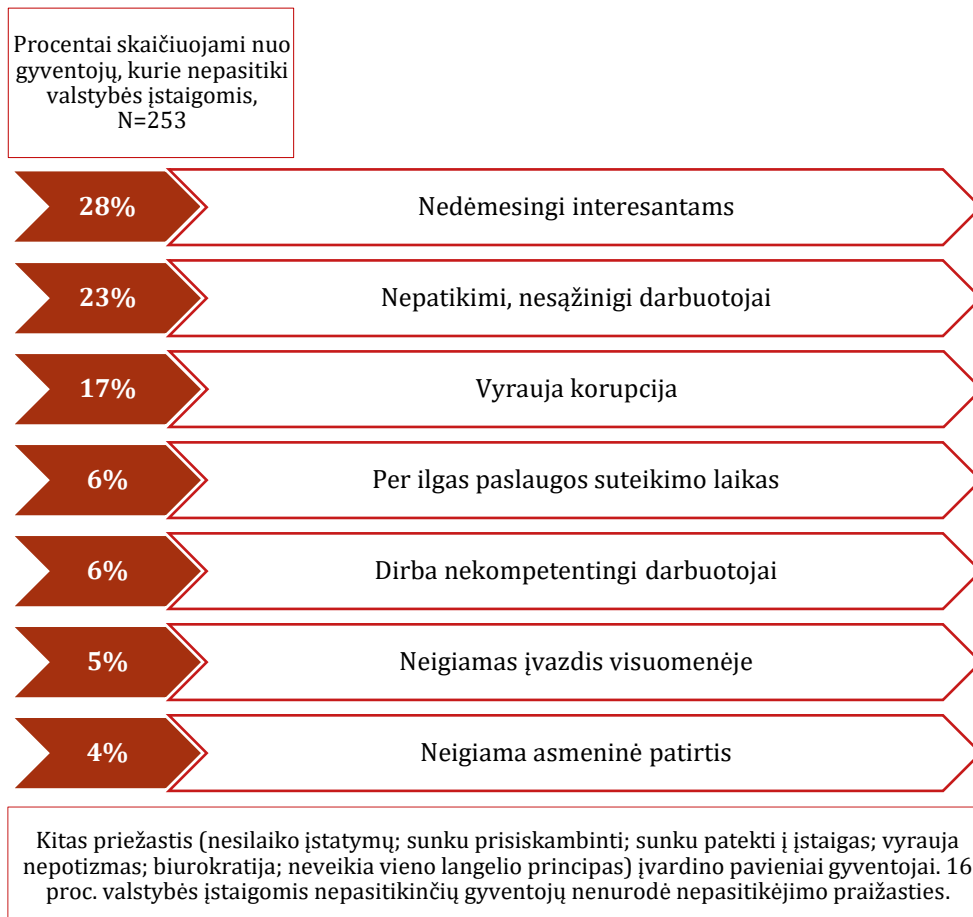 Procentai skaičiuojami nuo
gyventojų, kurie nepasitiki
valstybės įstaigomis,
N=253
28%
Nedėmesingi interesantams
23%
Nepatikimi, nesąžinigi darbuotojai
17%
Vyrauja korupcija
6%
Per ilgas paslaugos suteikimo laikas
6%
Dirba nekompetentingi darbuotojai
5%
Neigiamas įvazdis visuomenėje
4%
Neigiama asmeninė patirtis
Kitas priežastis (nesilaiko įstatymų; sunku prisiskambinti; sunku patekti į įstaigas; vyrauja
nepotizmas; biurokratija; neveikia vieno langelio principas) įvardino pavieniai gyventojai. 16
proc. valstybės įstaigomis nepasitikinčių gyventojų nenurodė nepasitikėjimo praižasties.